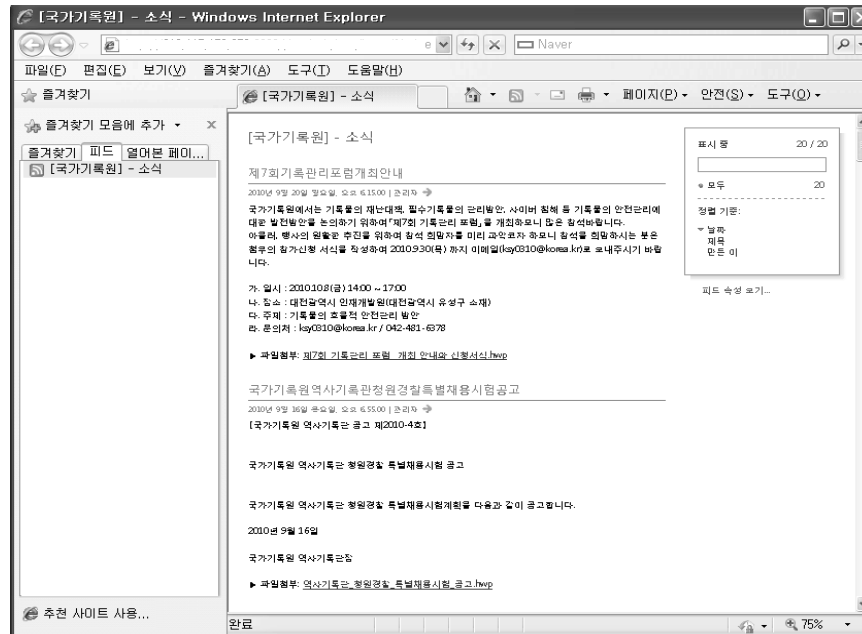 [국가기록원] - 소식 - Windows Internet Explorer
Naver
파일(F) 편집(E) 보기(V) 즐겨찾기(A) 도구(T) 도움말(H)
즐겨찾기
[국가기록원] - 소식
페이지(P) 안전(S) 도구(O)
즐겨찾기 모음에 추가
즐겨찾기 피드 열어본 페이...
[국가기록원] - 소식
[국가기록원] - 소식
제7회기록관리포럼개최안내
2010년 9월 20일 월요일, 오후 6:15:00 | 관리자
국가기록원에서는 기록물의 재난대책, 필수기록물의 관리방안, 사이버 침해 등 기록물의 안전관리에
대한 발전방안을 논의하기 위하여「제7회 기록관리 포럼」을 개최하오니 많은 참석바랍니다.
아울러, 행사의 원활한 추진을 위하여 참석 희망자를 미리 파악코자 하오니 참석을 희망하시는 분은
첨부의 참가신청 서식을 작성하여 2010.9.30(목) 까지 이메일(ksy0310@korea.kr)로 보내주시기 바랍
니다.
가. 일시 : 2010.10.8(금) 14:00 ~ 17:00
나. 장소 : 대전광역시 인재개발원(대전광역시 유성구 소재)
다. 주제 : 기록물의 효율적 안전관리 방안
라. 문의처 : ksy0310@korea.kr / 042-481-6378
▶ 파일첨부: 제7회 기록관리 포럼_개최 안내와 신청서식.hwp
국가기록원역사기록관청원경찰특별채용시험공고
2010년 9월 16일 목요일, 오후 6:55:00 | 관리자
[국가기록원 역사기록관 공고 제2010-4호]
국가기록원 역사기록관 청원경찰 특별채용시험 공고
국가기록원 역사기록관 청원경찰 특별채용시험계획을 다음과 같이 공고합니다.
2010년 9월 16일
국가기록원 역사기록관장
▶ 파일첨부: 역사기록관_청원경찰_특별채용시험_공고.hwp
표시 중 20 / 20
모두 20
정렬 기준:
날짜
제목
만든 이
피드 속성 보기...
추천 사이트 사용...
완료
75%